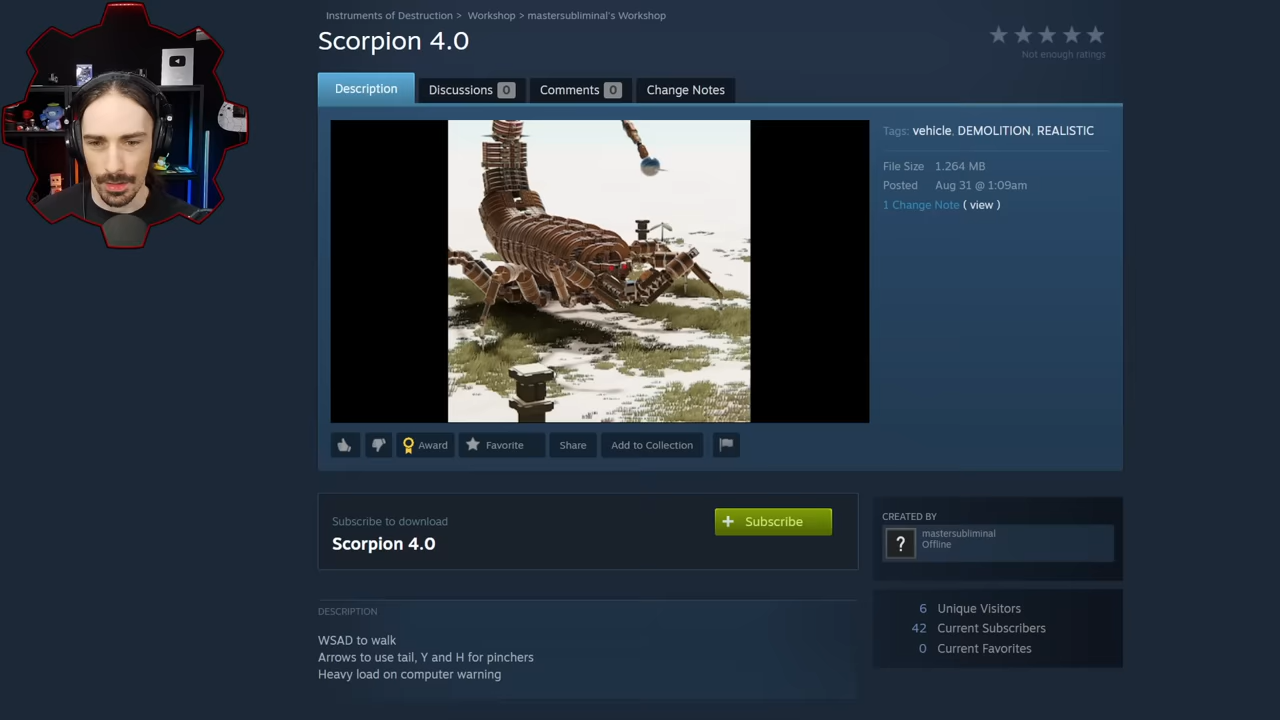 Instruments of Destruction > Workshop > mastersubliminal's Workshop
Scorpion 4.0
Not enough ratings
Description
Discussions 0
Comments 0
Change Notes
Tags: vehicle, DEMOLITION, REALISTIC
File Size 1.264 MB
Posted Aug 31 @ 1:09am
1 Change Note ( view )
Award
Favorite
Share
Add to Collection
Subscribe to download
Scorpion 4.0
+ Subscribe
CREATED BY
?
mastersubliminal
Offline
6 Unique Visitors
42 Current Subscribers
0 Current Favorites
DESCRIPTION
WSAD to walk
Arrows to use tail, Y and H for pinchers
Heavy load on computer warning